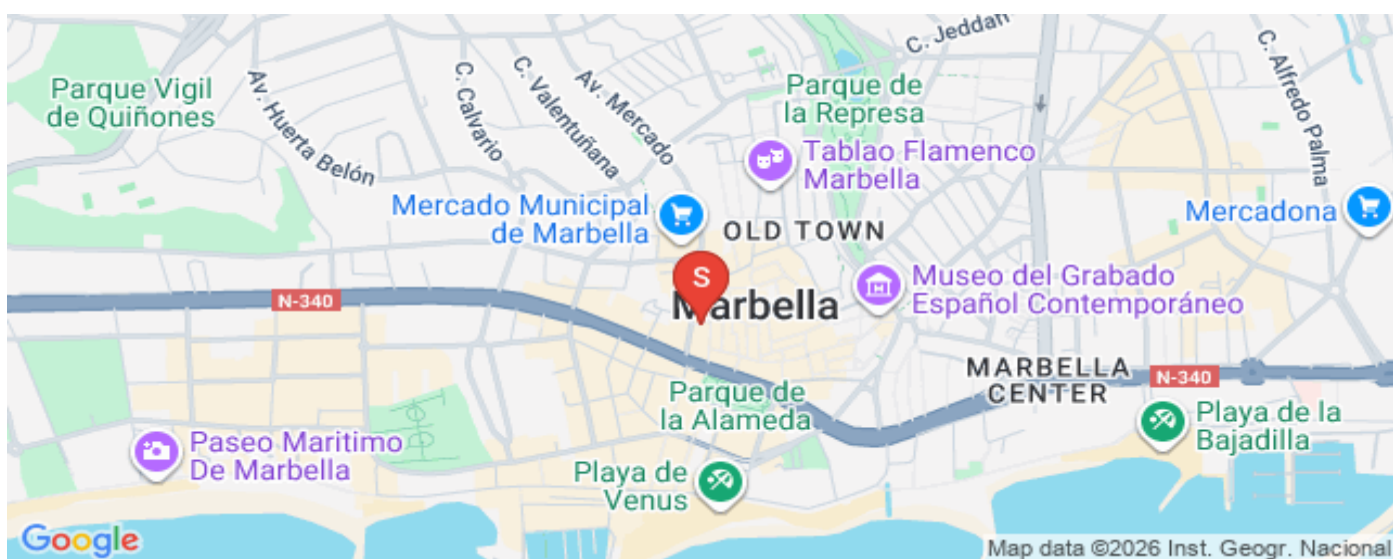 C. Jeddah
Parque Vigil
de Quiñones
Av. Huerta Belón
C. Calvario
C. Valentuñana
Av. Mercado
Parque de
la Represa
C. Alfredo Palma
Tablao Flamenco
Marbella
Mercado Municipal
de Marbella
OLD TOWN
Mercadona
S
Marbella
Museo del Grabado
Español Contemporáneo
N-340
MARBELLA
CENTER
N-340
Parque de
la Alameda
Playa de la
Bajadilla
Paseo Maritimo
De Marbella
Playa de
Venus
Google
Map data ©2026 Inst. Geogr. Nacional